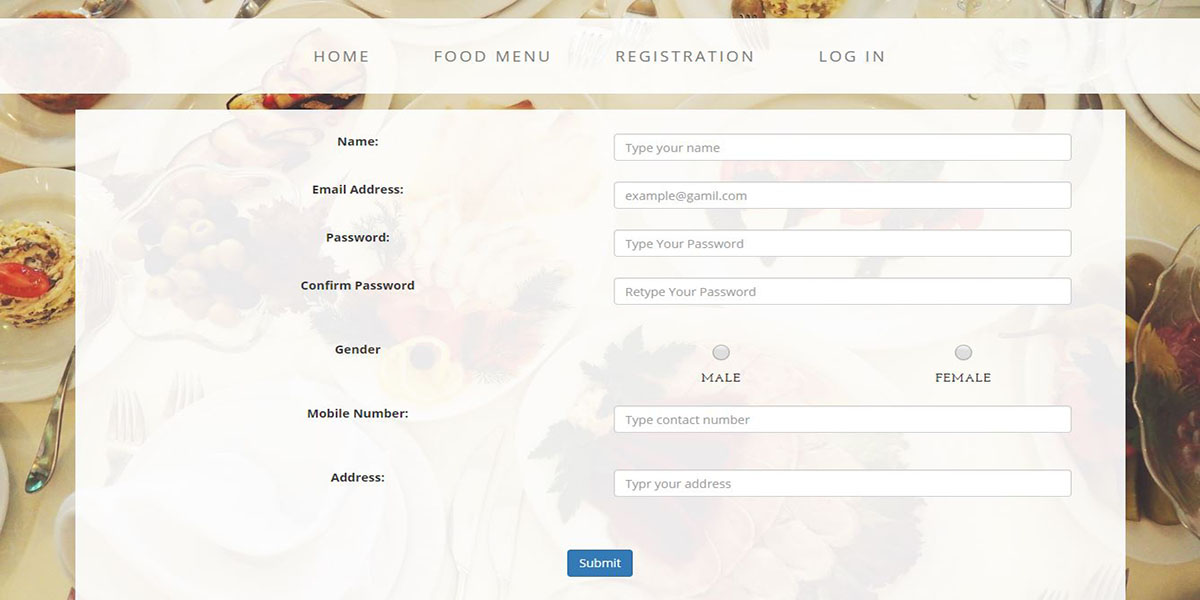 HOME FOOD MENU REGISTRATION LOG IN
Name: Type your name
Email Address: example@gamil.com
Password: Type Your Password
Confirm Password Retype Your Password
Gender
MALE FEMALE
Mobile Number: Type contact number
Address: Typr your address
Submit